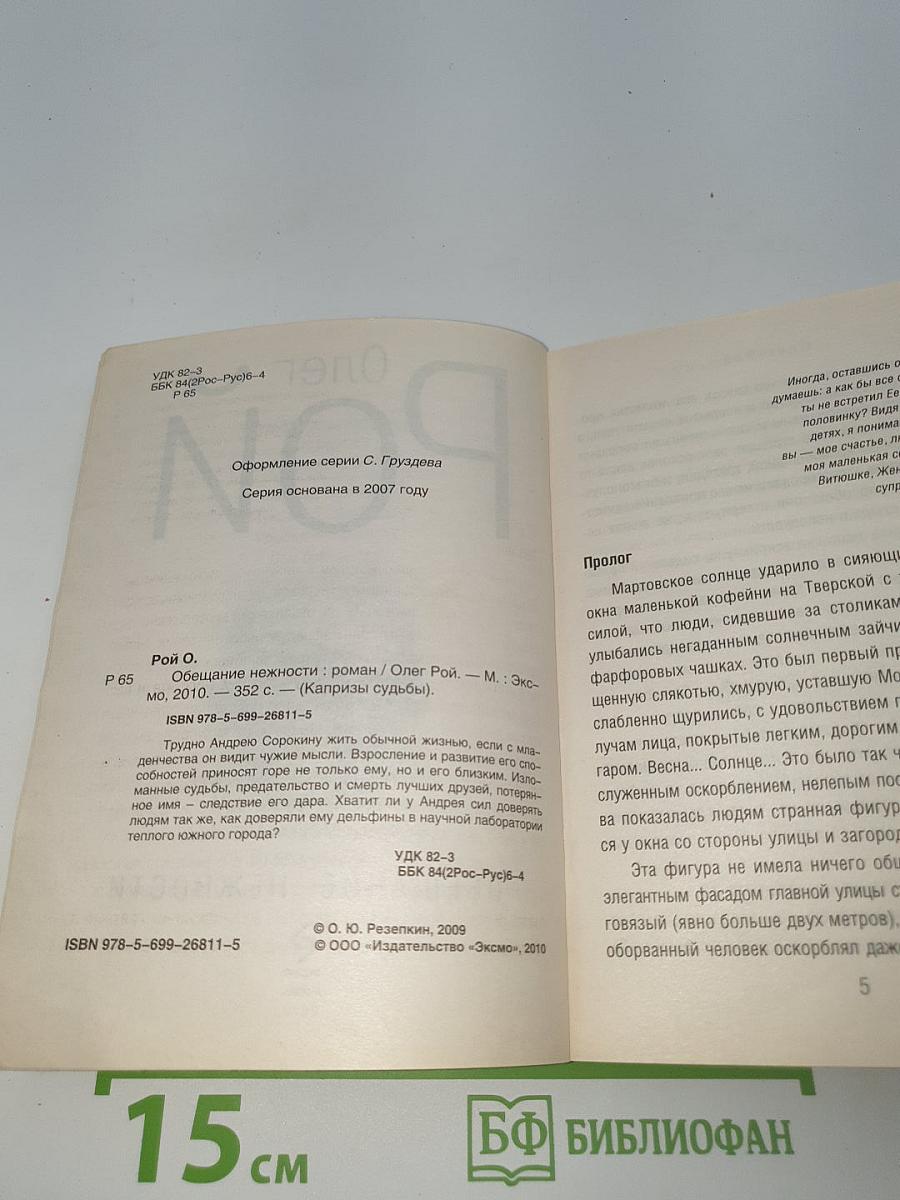 УДК 82–3
ББК 84(2Рос–Рус)6–4
Р 65
Оформление серии С. Груздева
Серия основана в 2007 году
Рой О.
Р 65
Обещание нежности : роман / Олег Рой. — М. : Экс-
мо, 2010. — 352 с. — (Капризы судьбы).
ISBN 978–5–699–26811–5
Трудно Андрею Сорокину жить обычной жизнью, если с мла-
денчества он видит чужие мысли. Взросление и развитие его спо-
собностей приносят горе не только ему, но и его близким. Изло-
манные судьбы, предательство и смерть лучших друзей, потерян-
ное имя – следствие его дара. Хватит ли у Андрея сил доверять
людям так же, как доверяли ему дельфины в научной лаборатории
теплого южного города?
УДК 82–3
ББК 84(2Рос–Рус)6–4
© О. Ю. Резепкин, 2009
ISBN 978–5–699–26811–5
© ООО «Издательство «Эксмо», 2010
Олег
Рой
Иногда, оставшись о
думаешь: а как бы все
ты не встретил Ее
половинку? Видя
детях, я понима
вы — мое счастье, л
моя маленькая с
Витюшке, Жен
супр
Пролог
Мартовское солнце ударило в сияющи
окна маленькой кофейни на Тверской с
силой, что люди, сидевшие за столикам
улыбались негаданным солнечным зайчи
фарфоровых чашках. Это был первый пр
щенную слякотью, хмурую, уставшую Мо
слабленно щурились, с удовольствием п
лучам лица, покрытые легким, дорогим
гаром. Весна... Солнце... Это было так ч
служенным оскорблением, нелепым пос
ва показалась людям странная фигур
ся у окна со стороны улицы и загород
Эта фигура не имела ничего общ
элегантным фасадом главной улицы с
говязый (явно больше двух метров),
оборванный человек оскорблял даж
5
15 см
БФ БИБЛИОФАН